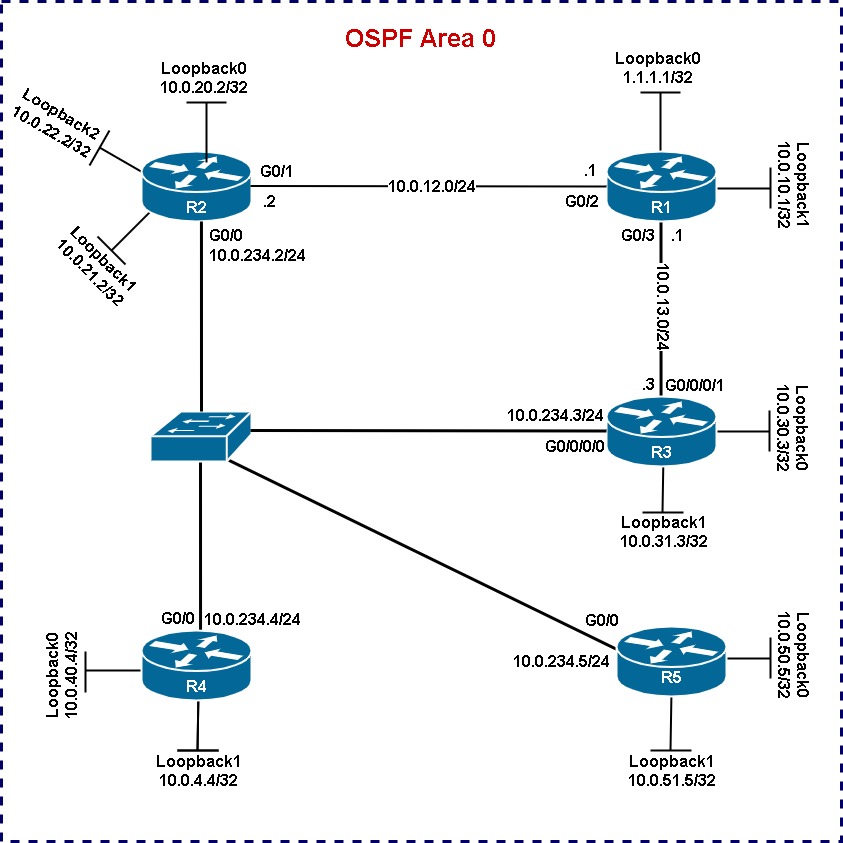 OSPF Area 0
Loopback0
10.0.20.2/32
Loopback0
1.1.1.1/32
Loopback2
10.0.22.2/32
Loopback1
10.0.10.1/32
G0/1
.2
10.0.12.0/24
.1
G0/2
R2
R1
Loopback1
10.0.21.2/32
G0/0
10.0.234.2/24
G0/3
.1
10.0.13.0/24
.3
G0/0/0/1
10.0.234.3/24
G0/0/0/0
R3
Loopback0
10.0.30.3/32
Loopback1
10.0.31.3/32
G0/0
10.0.234.4/24
G0/0
10.0.234.5/24
Loopback0
10.0.40.4/32
R4
R5
Loopback0
10.0.50.5/32
Loopback1
10.0.4.4/32
Loopback1
10.0.51.5/32